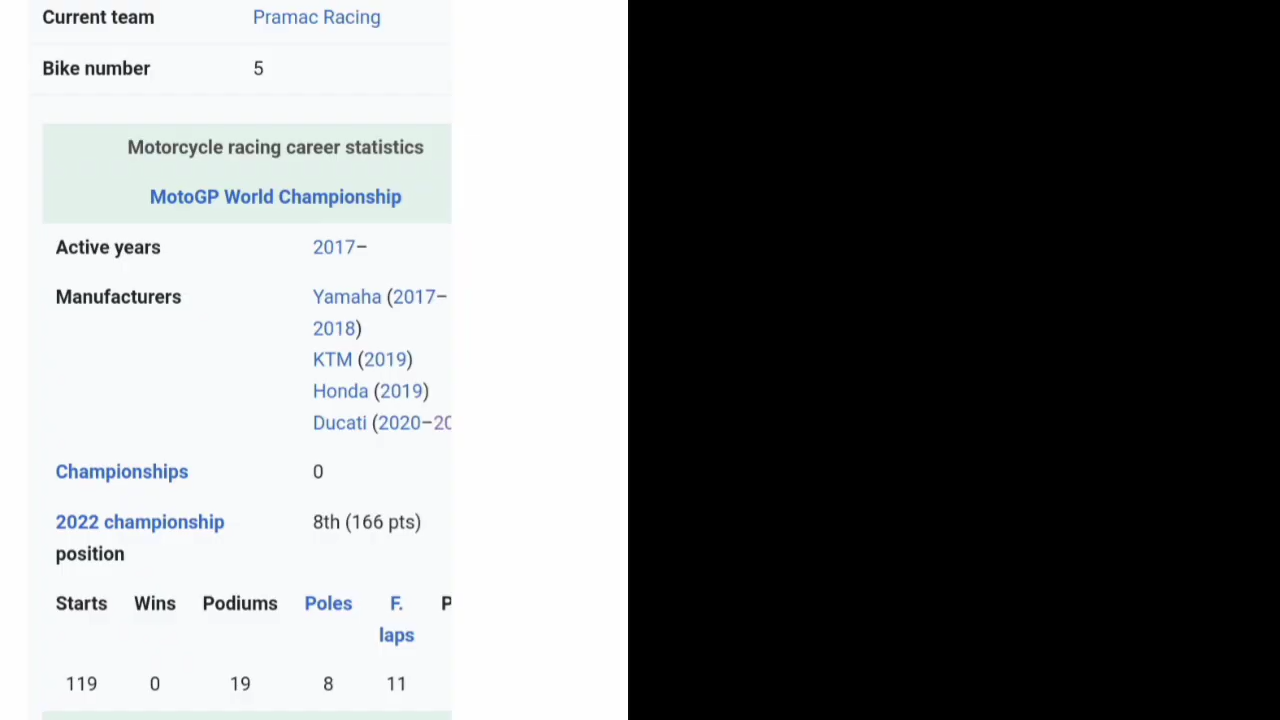 Current team Pramac Racing
Bike number 5
Motorcycle racing career statistics
MotoGP World Championship
Active years 2017–
Manufacturers Yamaha (2017–
2018)
KTM (2019)
Honda (2019)
Ducati (2020–20
Championships 0
2022 championship 8th (166 pts)
position
Starts Wins Podiums Poles F. P
laps
119 0 19 8 11